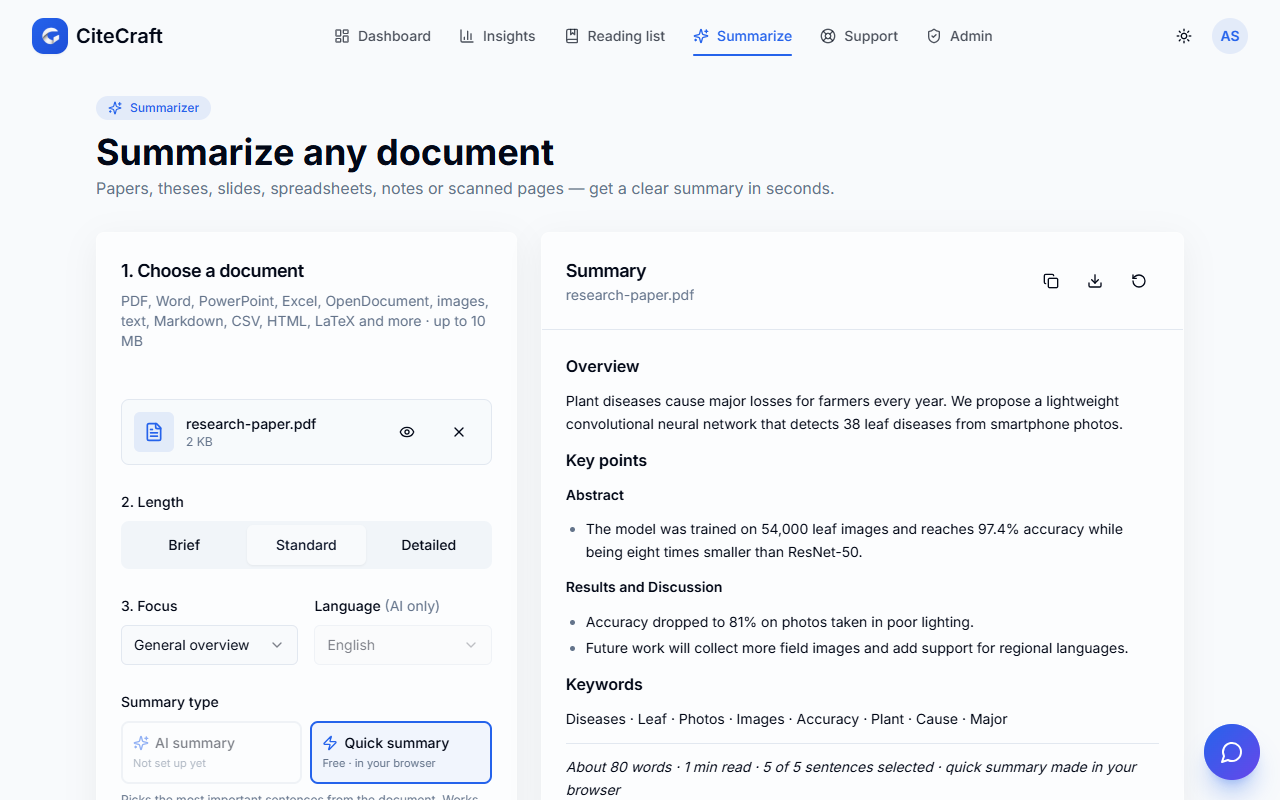 CiteCraft
Dashboard
Insights
Reading list
Summarize
Support
Admin
AS
Summarizer
Summarize any document
Papers, theses, slides, spreadsheets, notes or scanned pages — get a clear summary in seconds.
1. Choose a document
PDF, Word, PowerPoint, Excel, OpenDocument, images,
text, Markdown, CSV, HTML, LaTeX and more · up to 10
MB
research-paper.pdf
2 KB
2. Length
Brief
Standard
Detailed
3. Focus
Language (AI only)
General overview
English
Summary type
AI summary
Not set up yet
Quick summary
Free · in your browser
Picks the most important sentences from the document. Works
Summary
research-paper.pdf
Overview
Plant diseases cause major losses for farmers every year. We propose a lightweight
convolutional neural network that detects 38 leaf diseases from smartphone photos.
Key points
Abstract
• The model was trained on 54,000 leaf images and reaches 97.4% accuracy while
being eight times smaller than ResNet-50.
Results and Discussion
• Accuracy dropped to 81% on photos taken in poor lighting.
• Future work will collect more field images and add support for regional languages.
Keywords
Diseases · Leaf · Photos · Images · Accuracy · Plant · Cause · Major
About 80 words · 1 min read · 5 of 5 sentences selected · quick summary made in your
browser